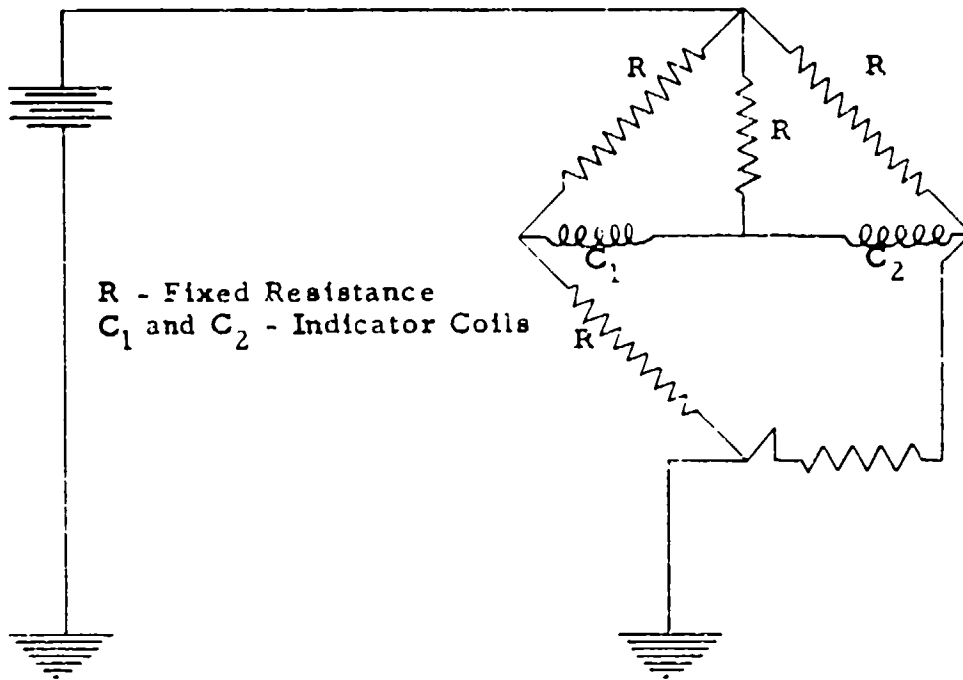 R R
R
C1 C2
R - Fixed Resistance
C1 and C2 - Indicator Coils
R